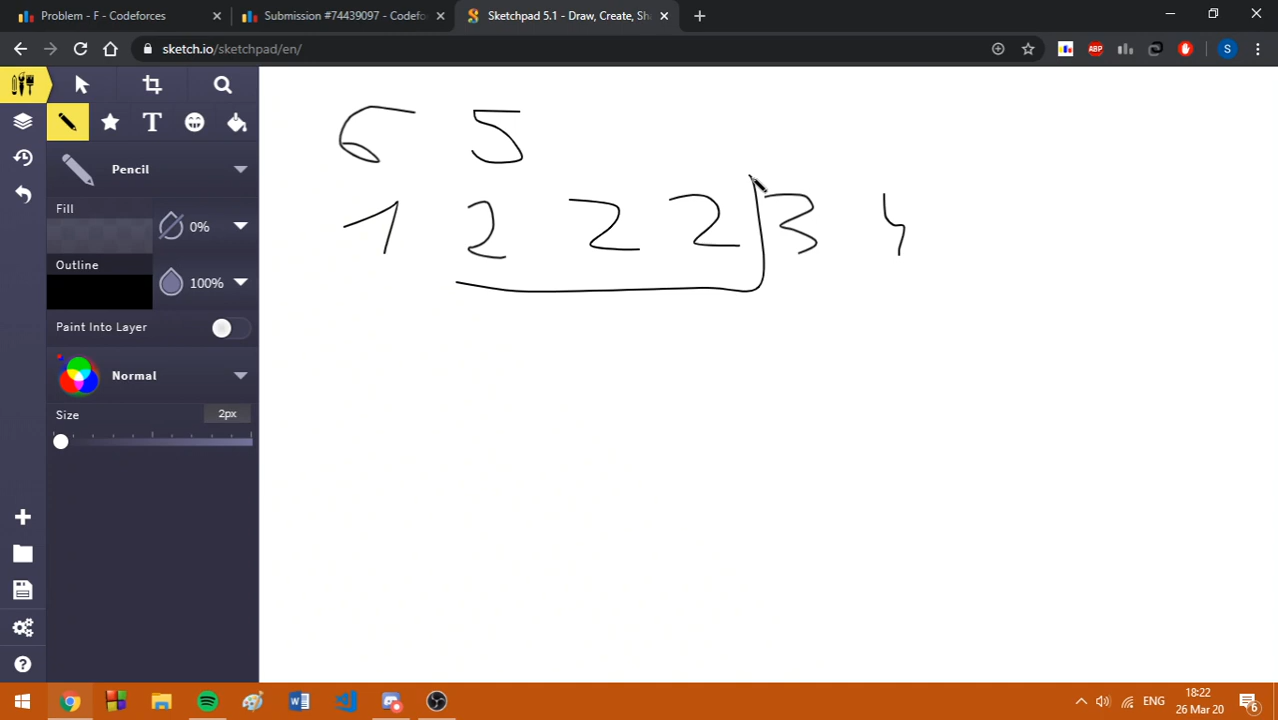 Problem - F - Codeforces
Submission #74439097 - Codefo
Sketchpad 5.1 - Draw, Create, Sh
sketch.io/sketchpad/en/
ABP
S
T
Pencil
Fill
0%
Outline
100%
Paint Into Layer
Normal
Size
2px
6 5
1 2 2 2 3 4
?
W
ENG
18:22
26 Mar 20
6